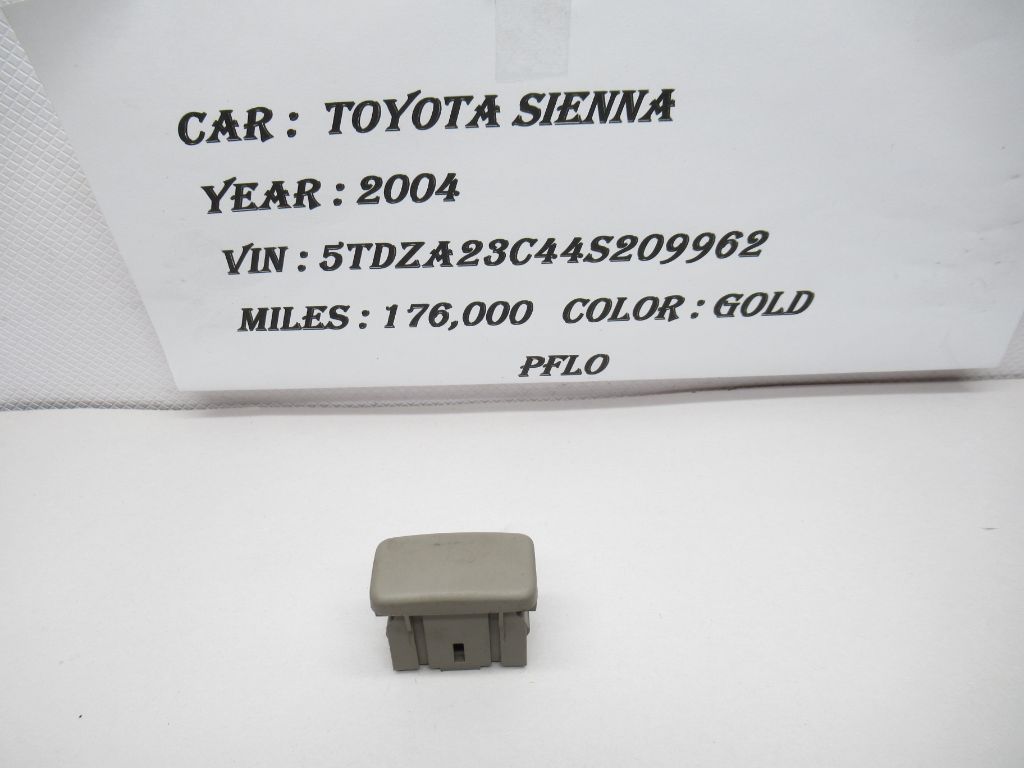 CAR : TOYOTA SIENNA
YEAR : 2004
VIN : 5TDZA23C44S209962
MILES : 176,000 COLOR : GOLD
PFLO